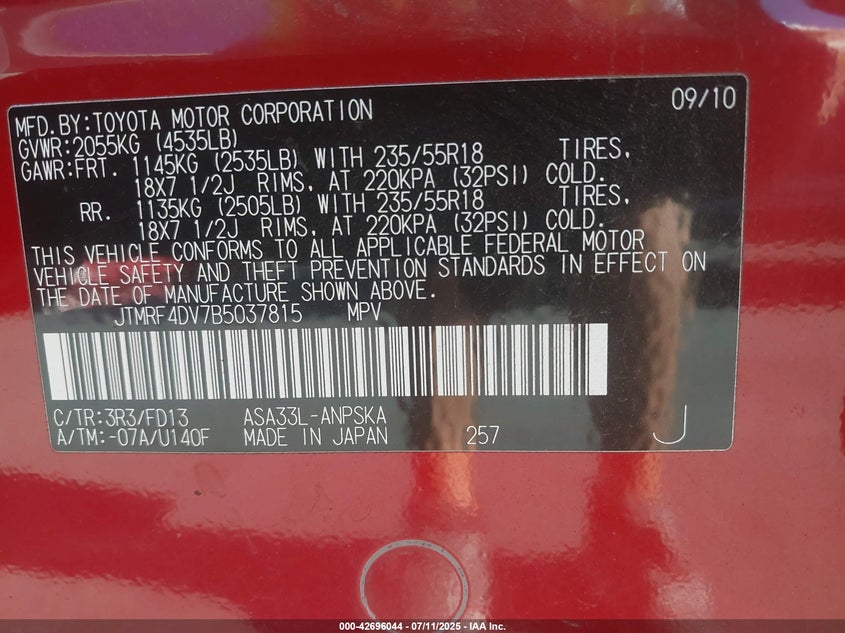 09/10
MFD.BY:TOYOTA MOTOR CORPORATION
GVWR:2055KG (4535LB)
GAWR:FRT. 1145KG (2535LB) WITH 235/55R18 TIRES,
18X7 1/2J RIMS, AT 220KPA (32PSI) COLD.
RR. 1135KG (2505LB) WITH 235/55R18 TIRES,
18X7 1/2J RIMS, AT 220KPA (32PSI) COLD.
THIS VEHICLE CONFORMS TO ALL APPLICABLE FEDERAL MOTOR
VEHICLE SAFETY AND THEFT PREVENTION STANDARDS IN EFFECT ON
THE DATE OF MANUFACTURE SHOWN ABOVE.
JTMRF4DV7B5037815 MPV
C/TR:3R3/FD13 ASA33L-ANPSKA
A/TM:-07A/U140F MADE IN JAPAN 257 J
000-42696044 - 07/11/2025 - IAA Inc.